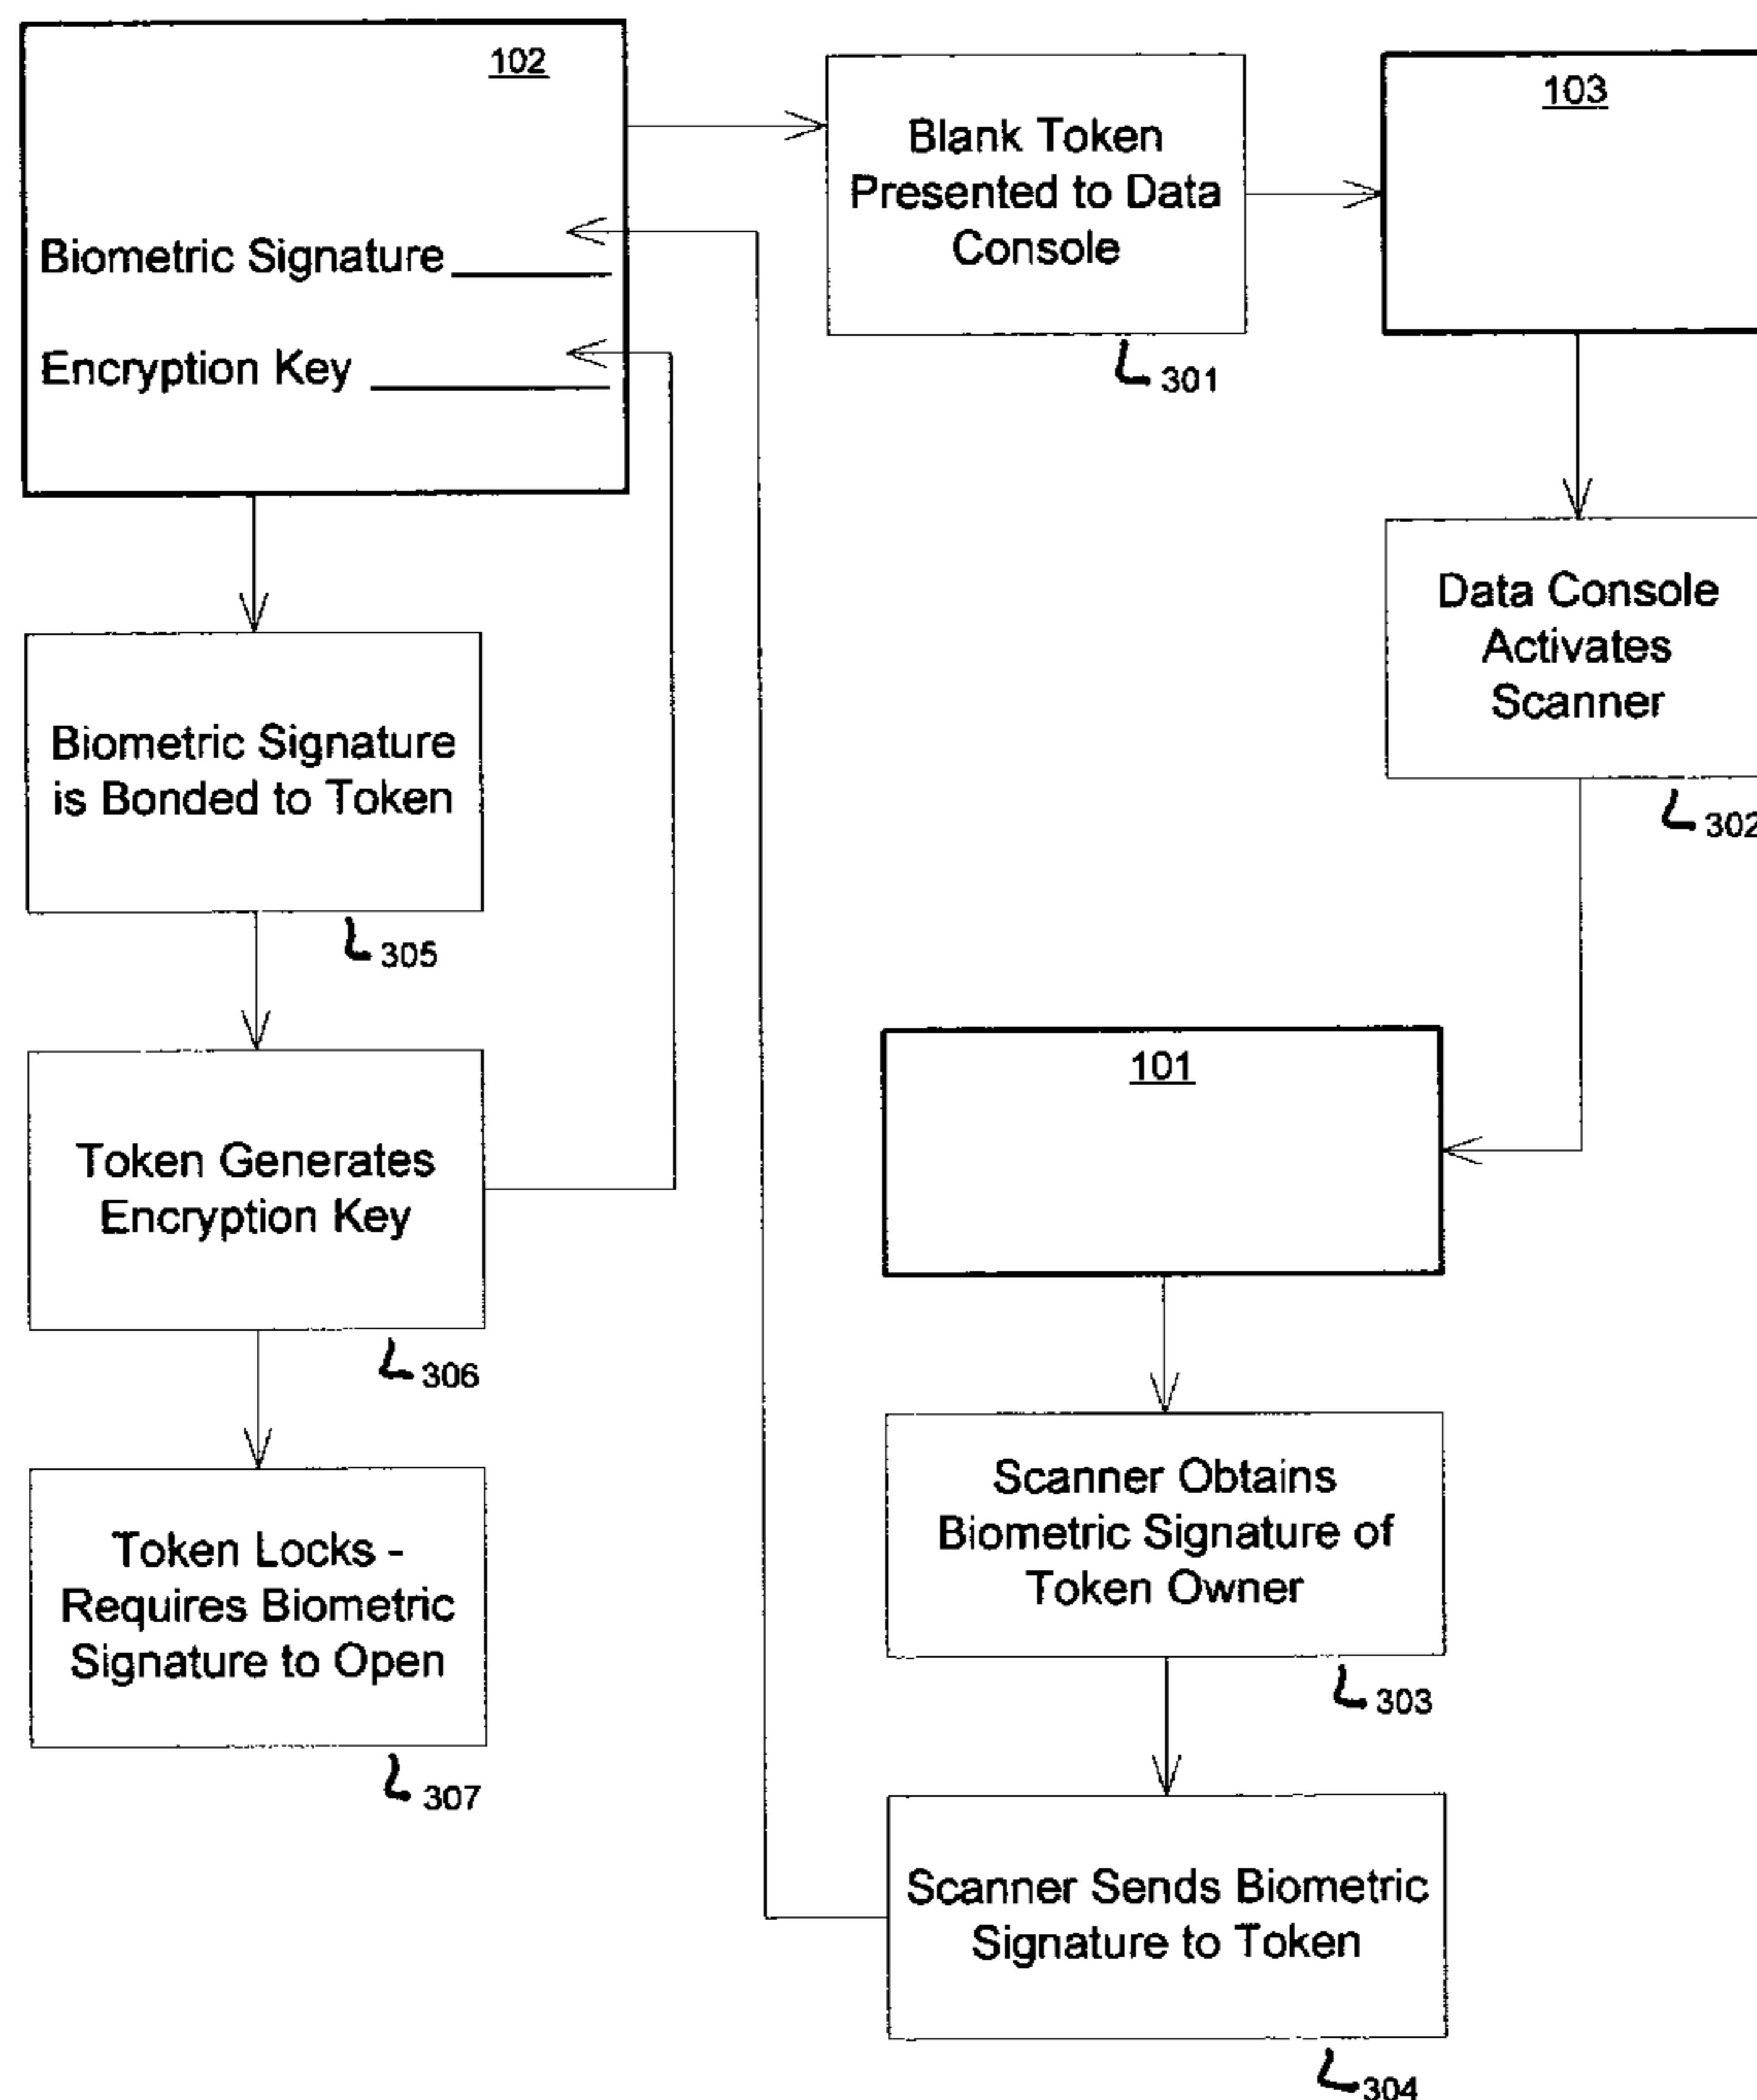 102
Biometric Signature
Encryption Key
Blank Token
Presented to Data
Console
301
103
Data Console
Activates
Scanner
302
101
Scanner Obtains
Biometric Signature of
Token Owner
303
Scanner Sends Biometric
Signature to Token
304
Biometric Signature
is Bonded to Token
305
Token Generates
Encryption Key
306
Token Locks -
Requires Biometric
Signature to Open
307